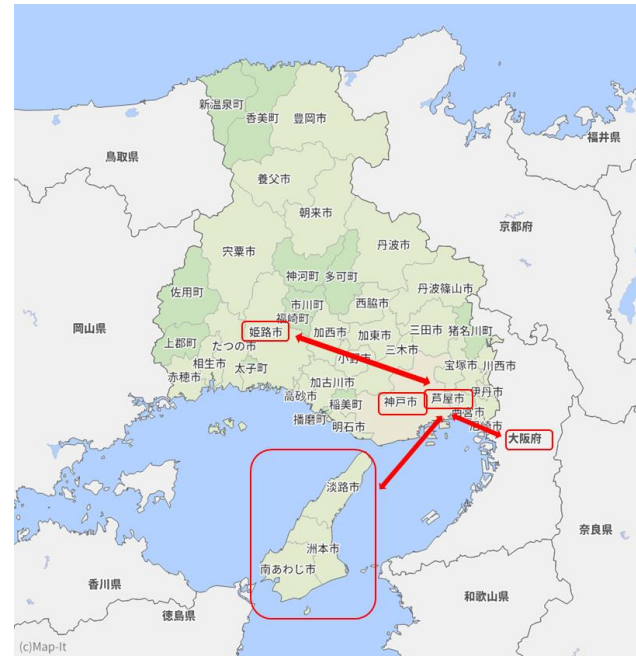 新温泉町
香美町
豊岡市
福井県
鳥取県
養父市
朝来市
京都府
宍粟市
丹波市
神河町
多可町
丹波篠山市
佐用町
市川町
西脇市
岡山県
福崎町
姫路市
加西市
加東市
三田市
猪名川町
上郡町
たつの市
三木市
小野市
相生市
太子町
宝塚市
川西市
赤穂市
加古川市
伊丹市
高砂市
稲美町
神戸市
芦屋市
播磨町
明石市
西宮市
尼崎市
大阪府
淡路市
奈良県
洲本市
南あわじ市
香川県
和歌山県
徳島県
(c)Map-It